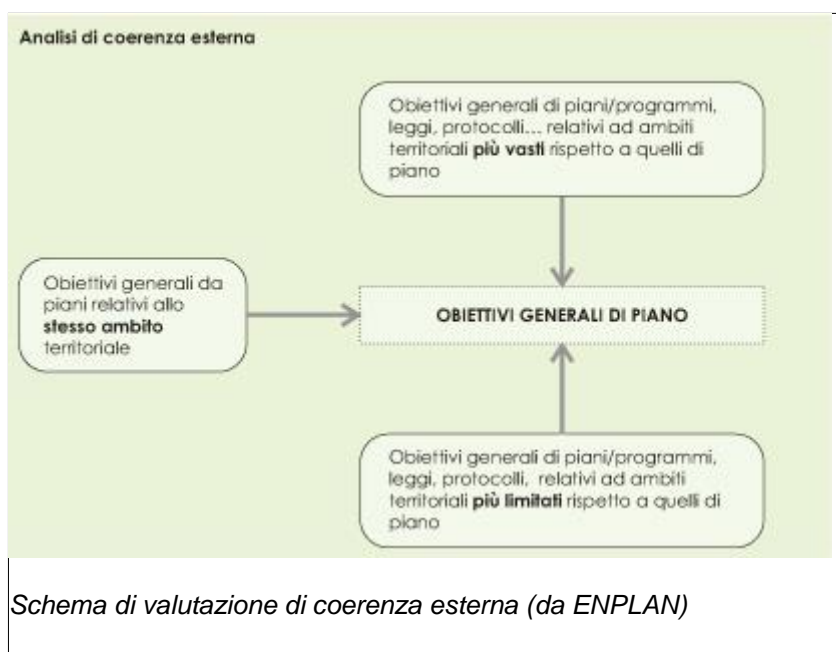 Analisi di coerenza esterna
Obiettivi generali di piani/programmi,
leggi, protocolli... relativi ad ambiti
territoriali più vasti rispetto a quelli di
piano
Obiettivi generali da
piani relativi allo
stesso ambito
territoriale
OBIETTIVI GENERALI DI PIANO
Obiettivi generali di piani/programmi,
leggi, protocolli, relativi ad ambiti
territoriali più limitati rispetto a quelli di
piano
Schema di valutazione di coerenza esterna (da ENPLAN)